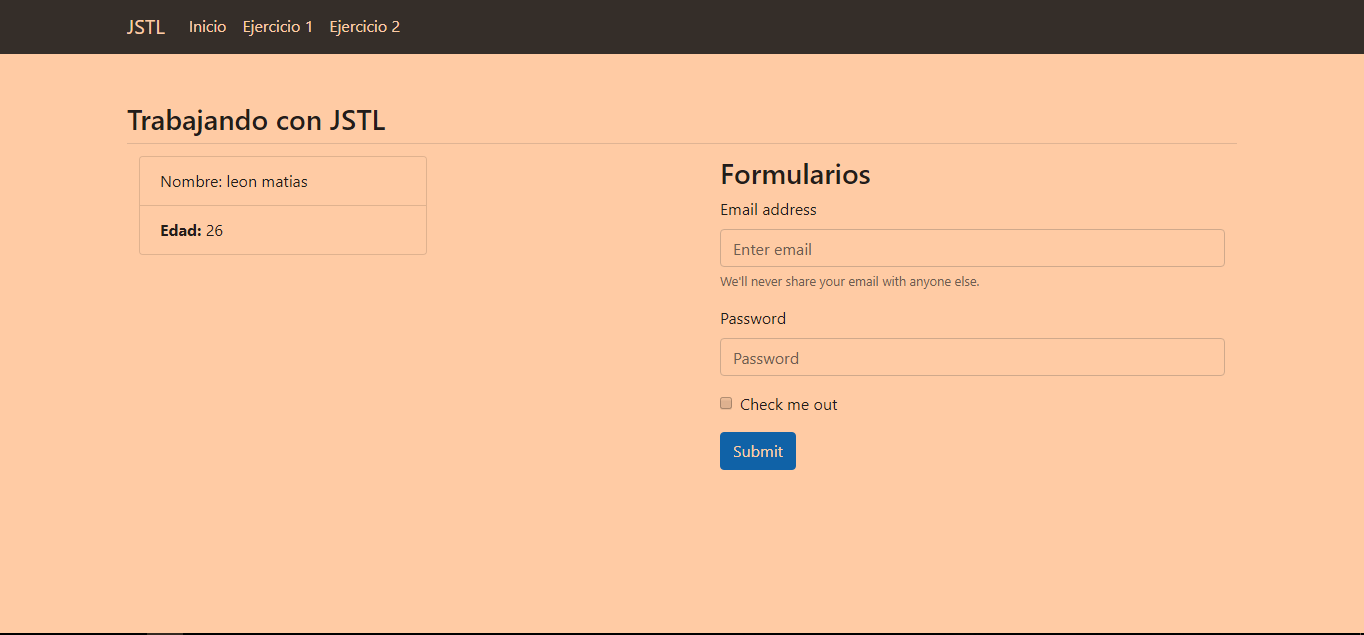 JSTL Inicio Ejercicio 1 Ejercicio 2
Trabajando con JSTL
Nombre: leon matias
Edad: 26
Formularios
Email address
Enter email
We'll never share your email with anyone else.
Password
Password
Check me out
Submit